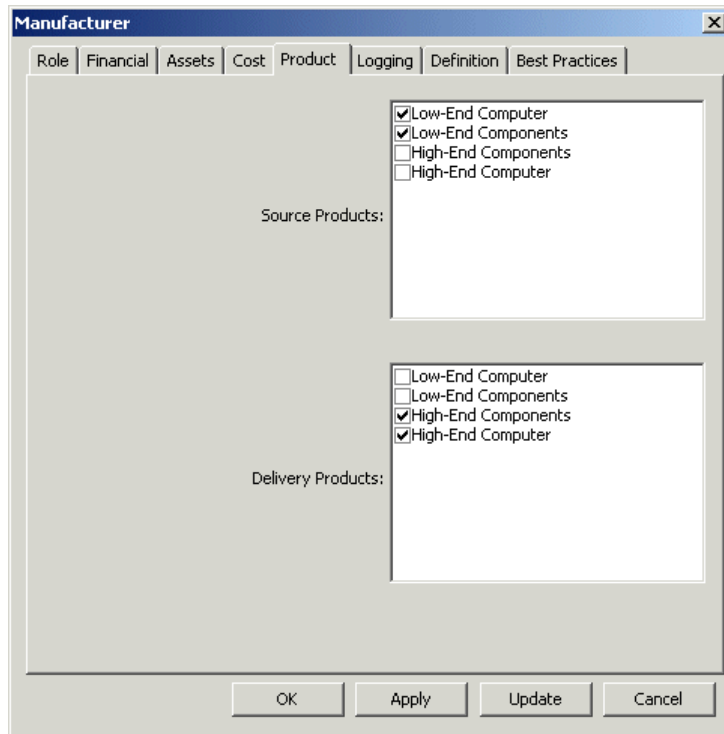 Manufacturer
Role Financial Assets Cost Product Logging Definition Best Practices
Low-End Computer
Low-End Components
High-End Components
High-End Computer
Source Products:
Low-End Computer
Low-End Components
High-End Components
High-End Computer
Delivery Products:
OK Apply Update Cancel